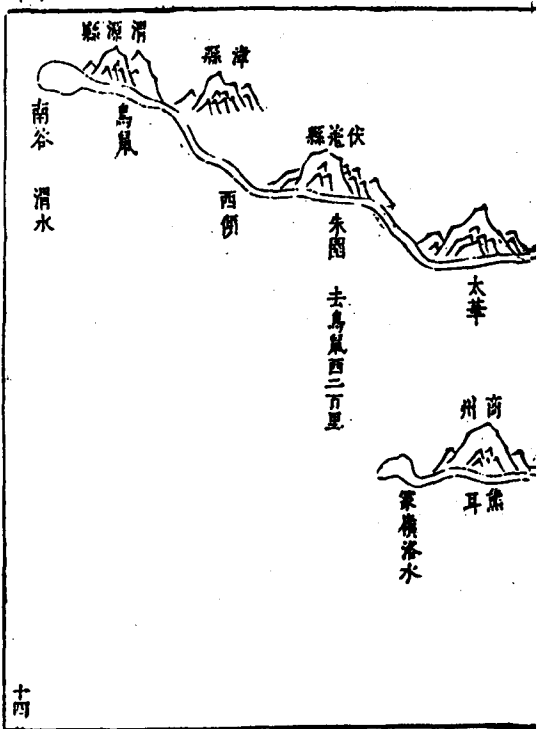 太華
伏羌縣
朱圉
去鳥鼠西二百里
漳縣
西傾
渭源縣
鳥鼠
南谷
渭水
商州
熊耳
冢嶺洛水
十四